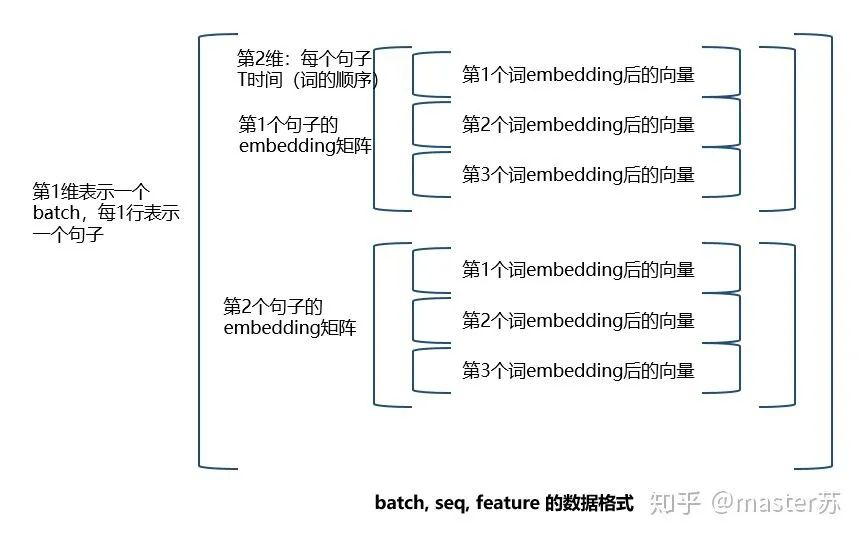 第2维：每个句子
T时间（词的顺序）
第1个词embedding后的向量
第1个句子的
embedding矩阵
第2个词embedding后的向量
第3个词embedding后的向量
第1维表示一个
batch，每1行表示
一个句子
第2个句子的
embedding矩阵
第1个词embedding后的向量
第2个词embedding后的向量
第3个词embedding后的向量
batch, seq, feature 的数据格式
知乎 @master苏